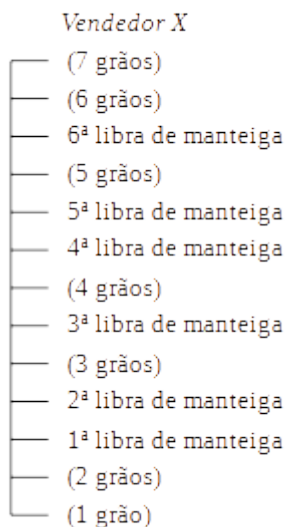 Vendedor X
(7 grãos)
(6 grãos)
6ª libra de manteiga
(5 grãos)
5ª libra de manteiga
4ª libra de manteiga
(4 grãos)
3ª libra de manteiga
(3 grãos)
2ª libra de manteiga
1ª libra de manteiga
(2 grãos)
(1 grão)